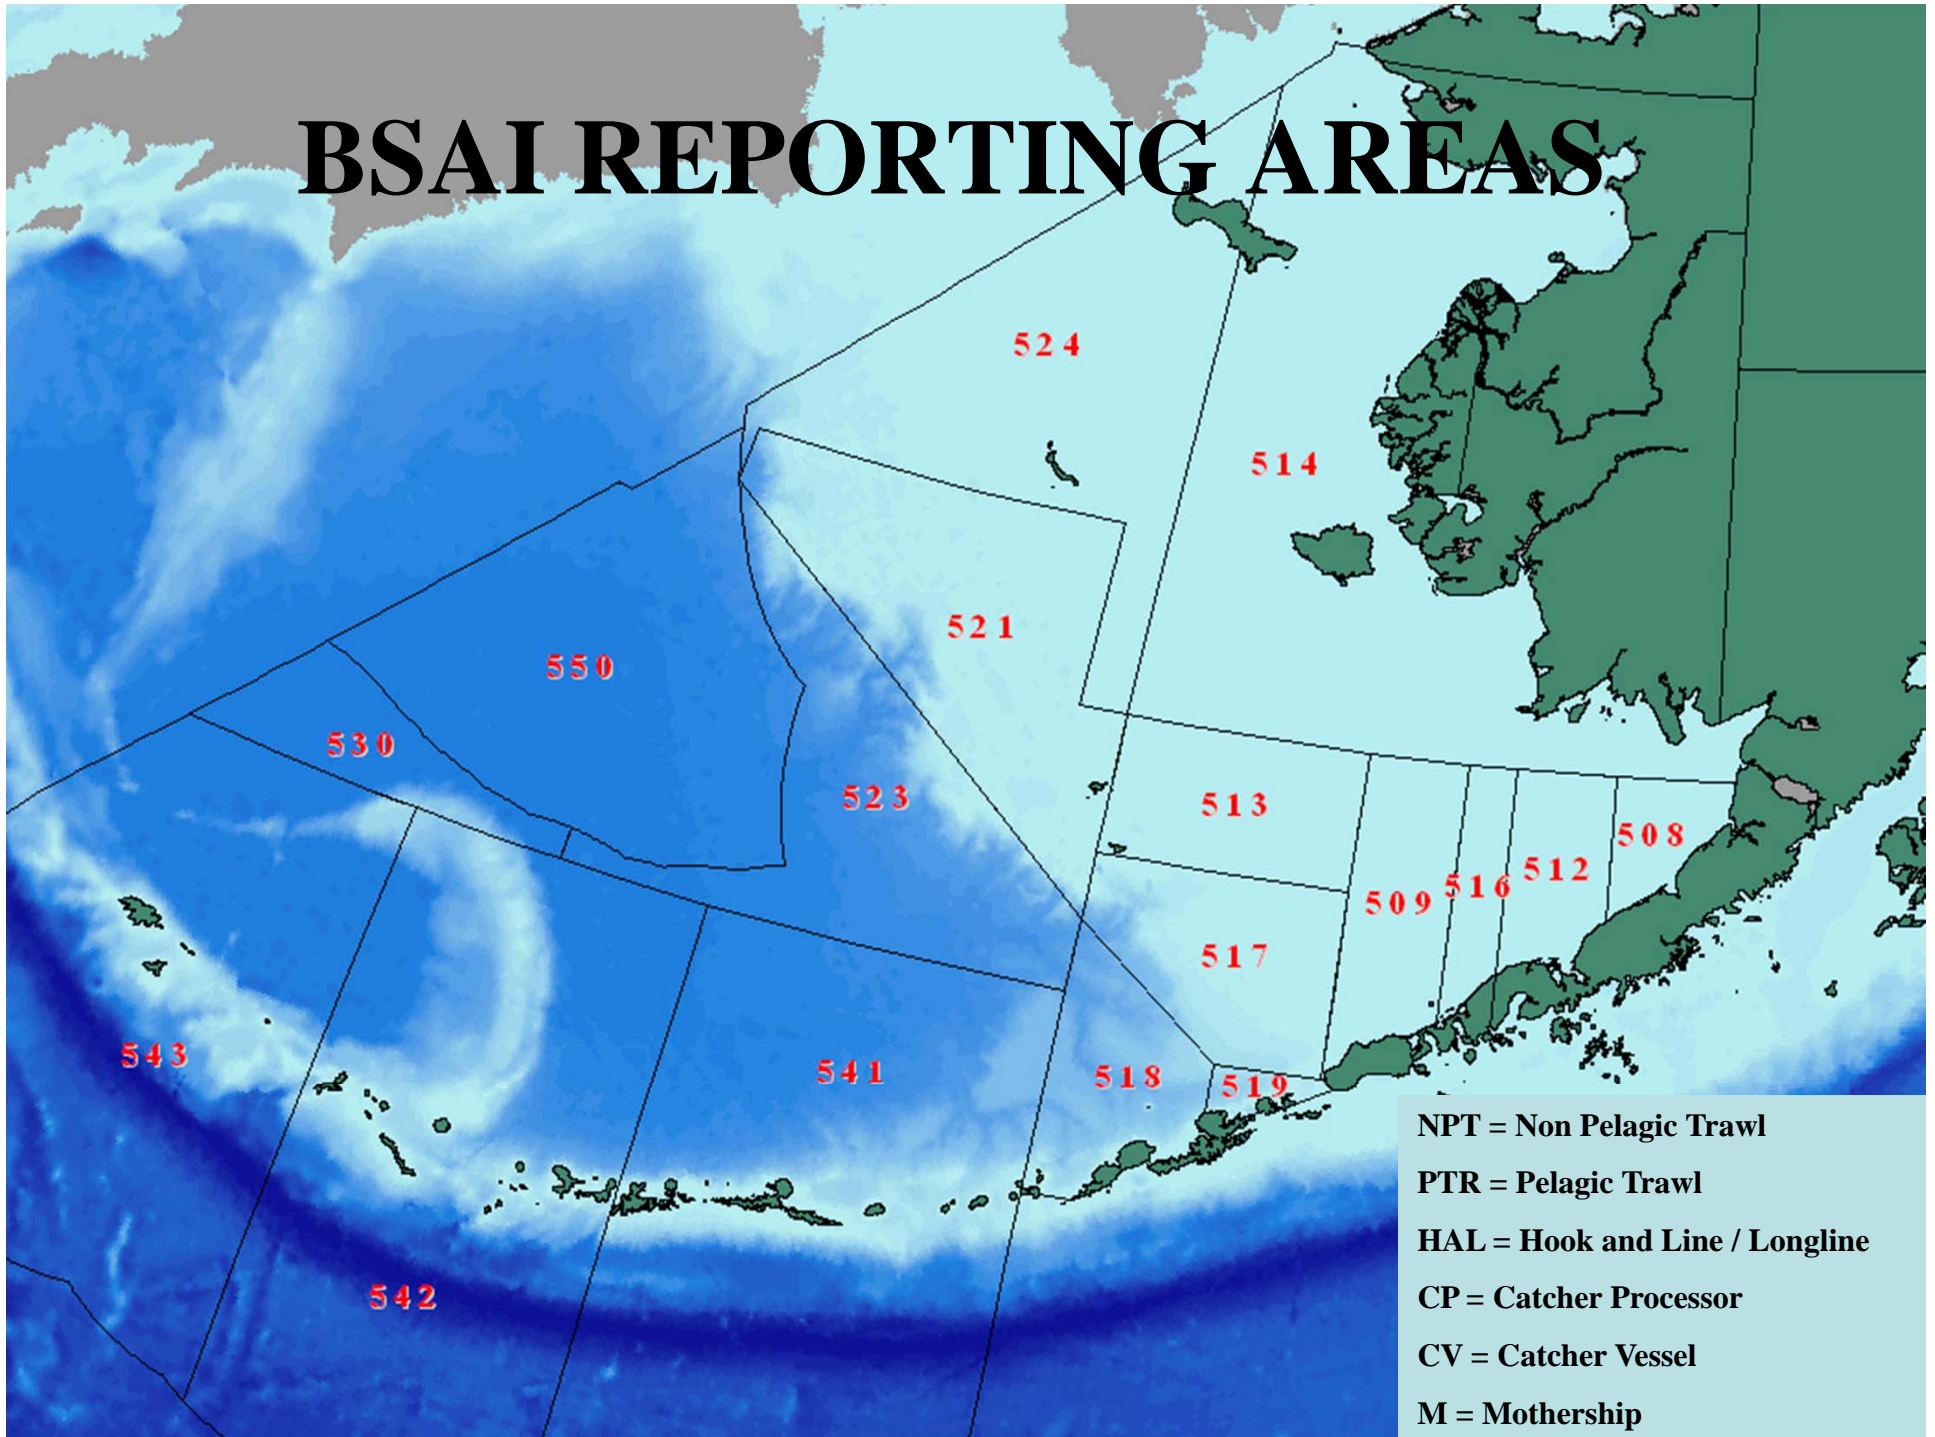 BSAI REPORTING AREAS
524
514
521
550
530
523
513
508
512
516
509
517
543
541
518
519
542
NPT = Non Pelagic Trawl
PTR = Pelagic Trawl
HAL = Hook and Line / Longline
CP = Catcher Processor
CV = Catcher Vessel
M = Mothership